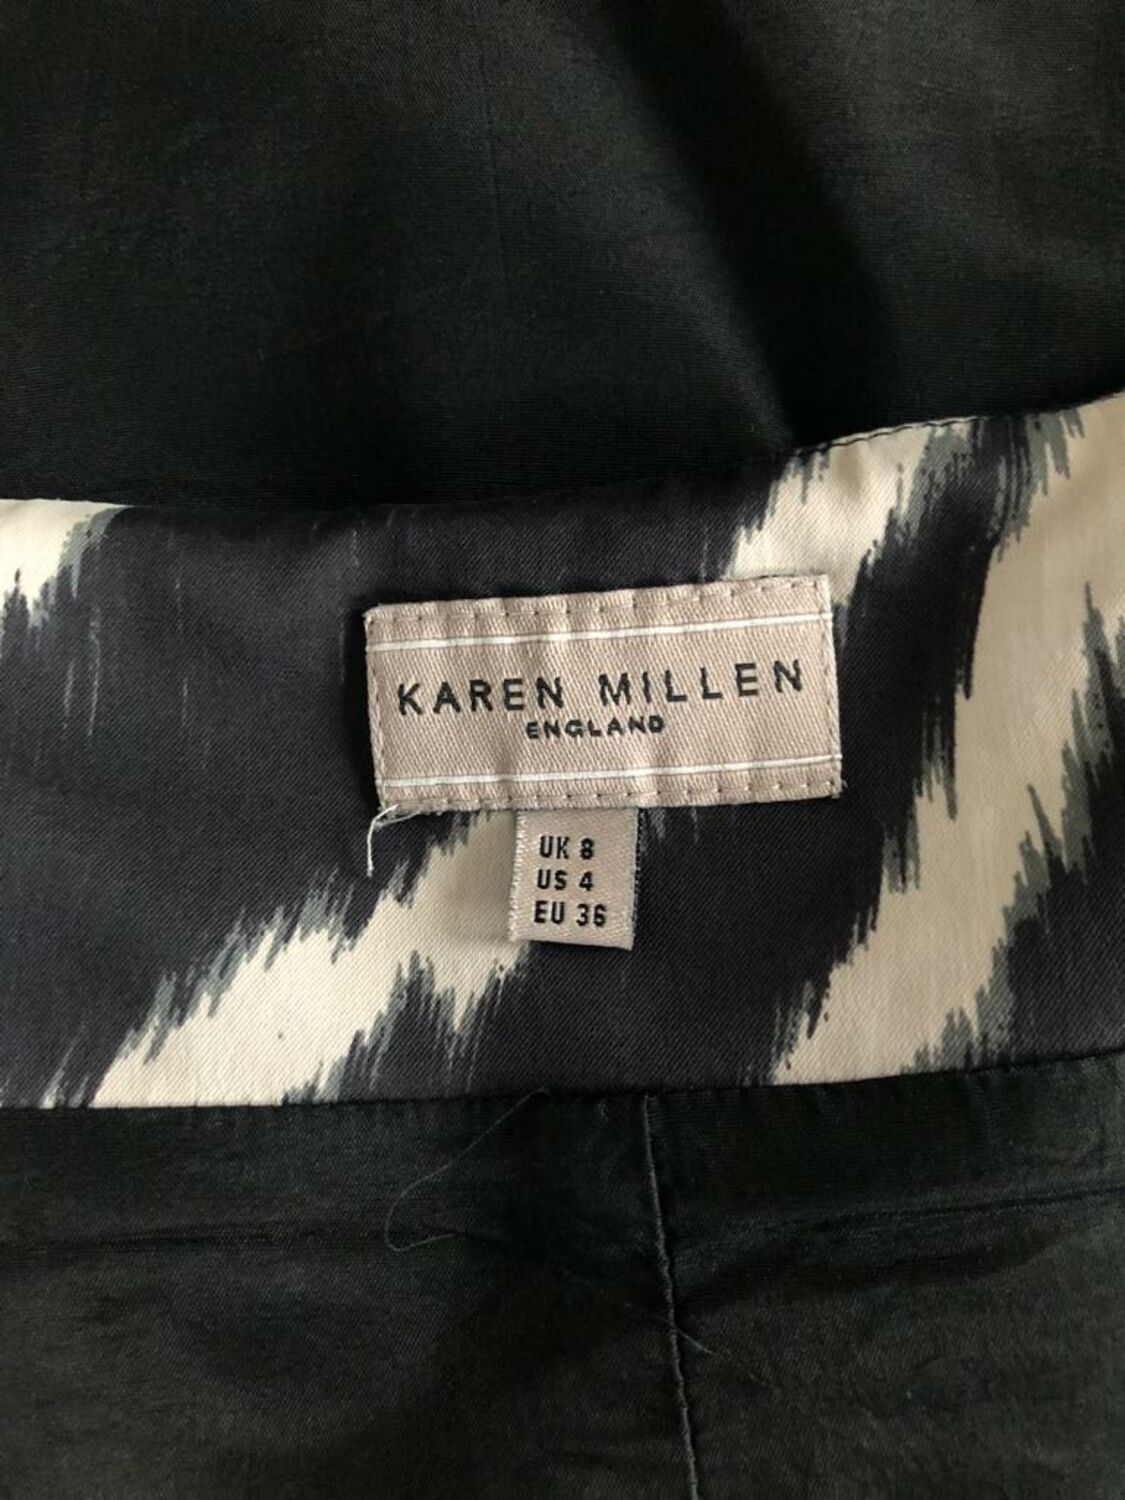 KAREN MILLEN
ENGLAND
UK 8
US 4
EU 36